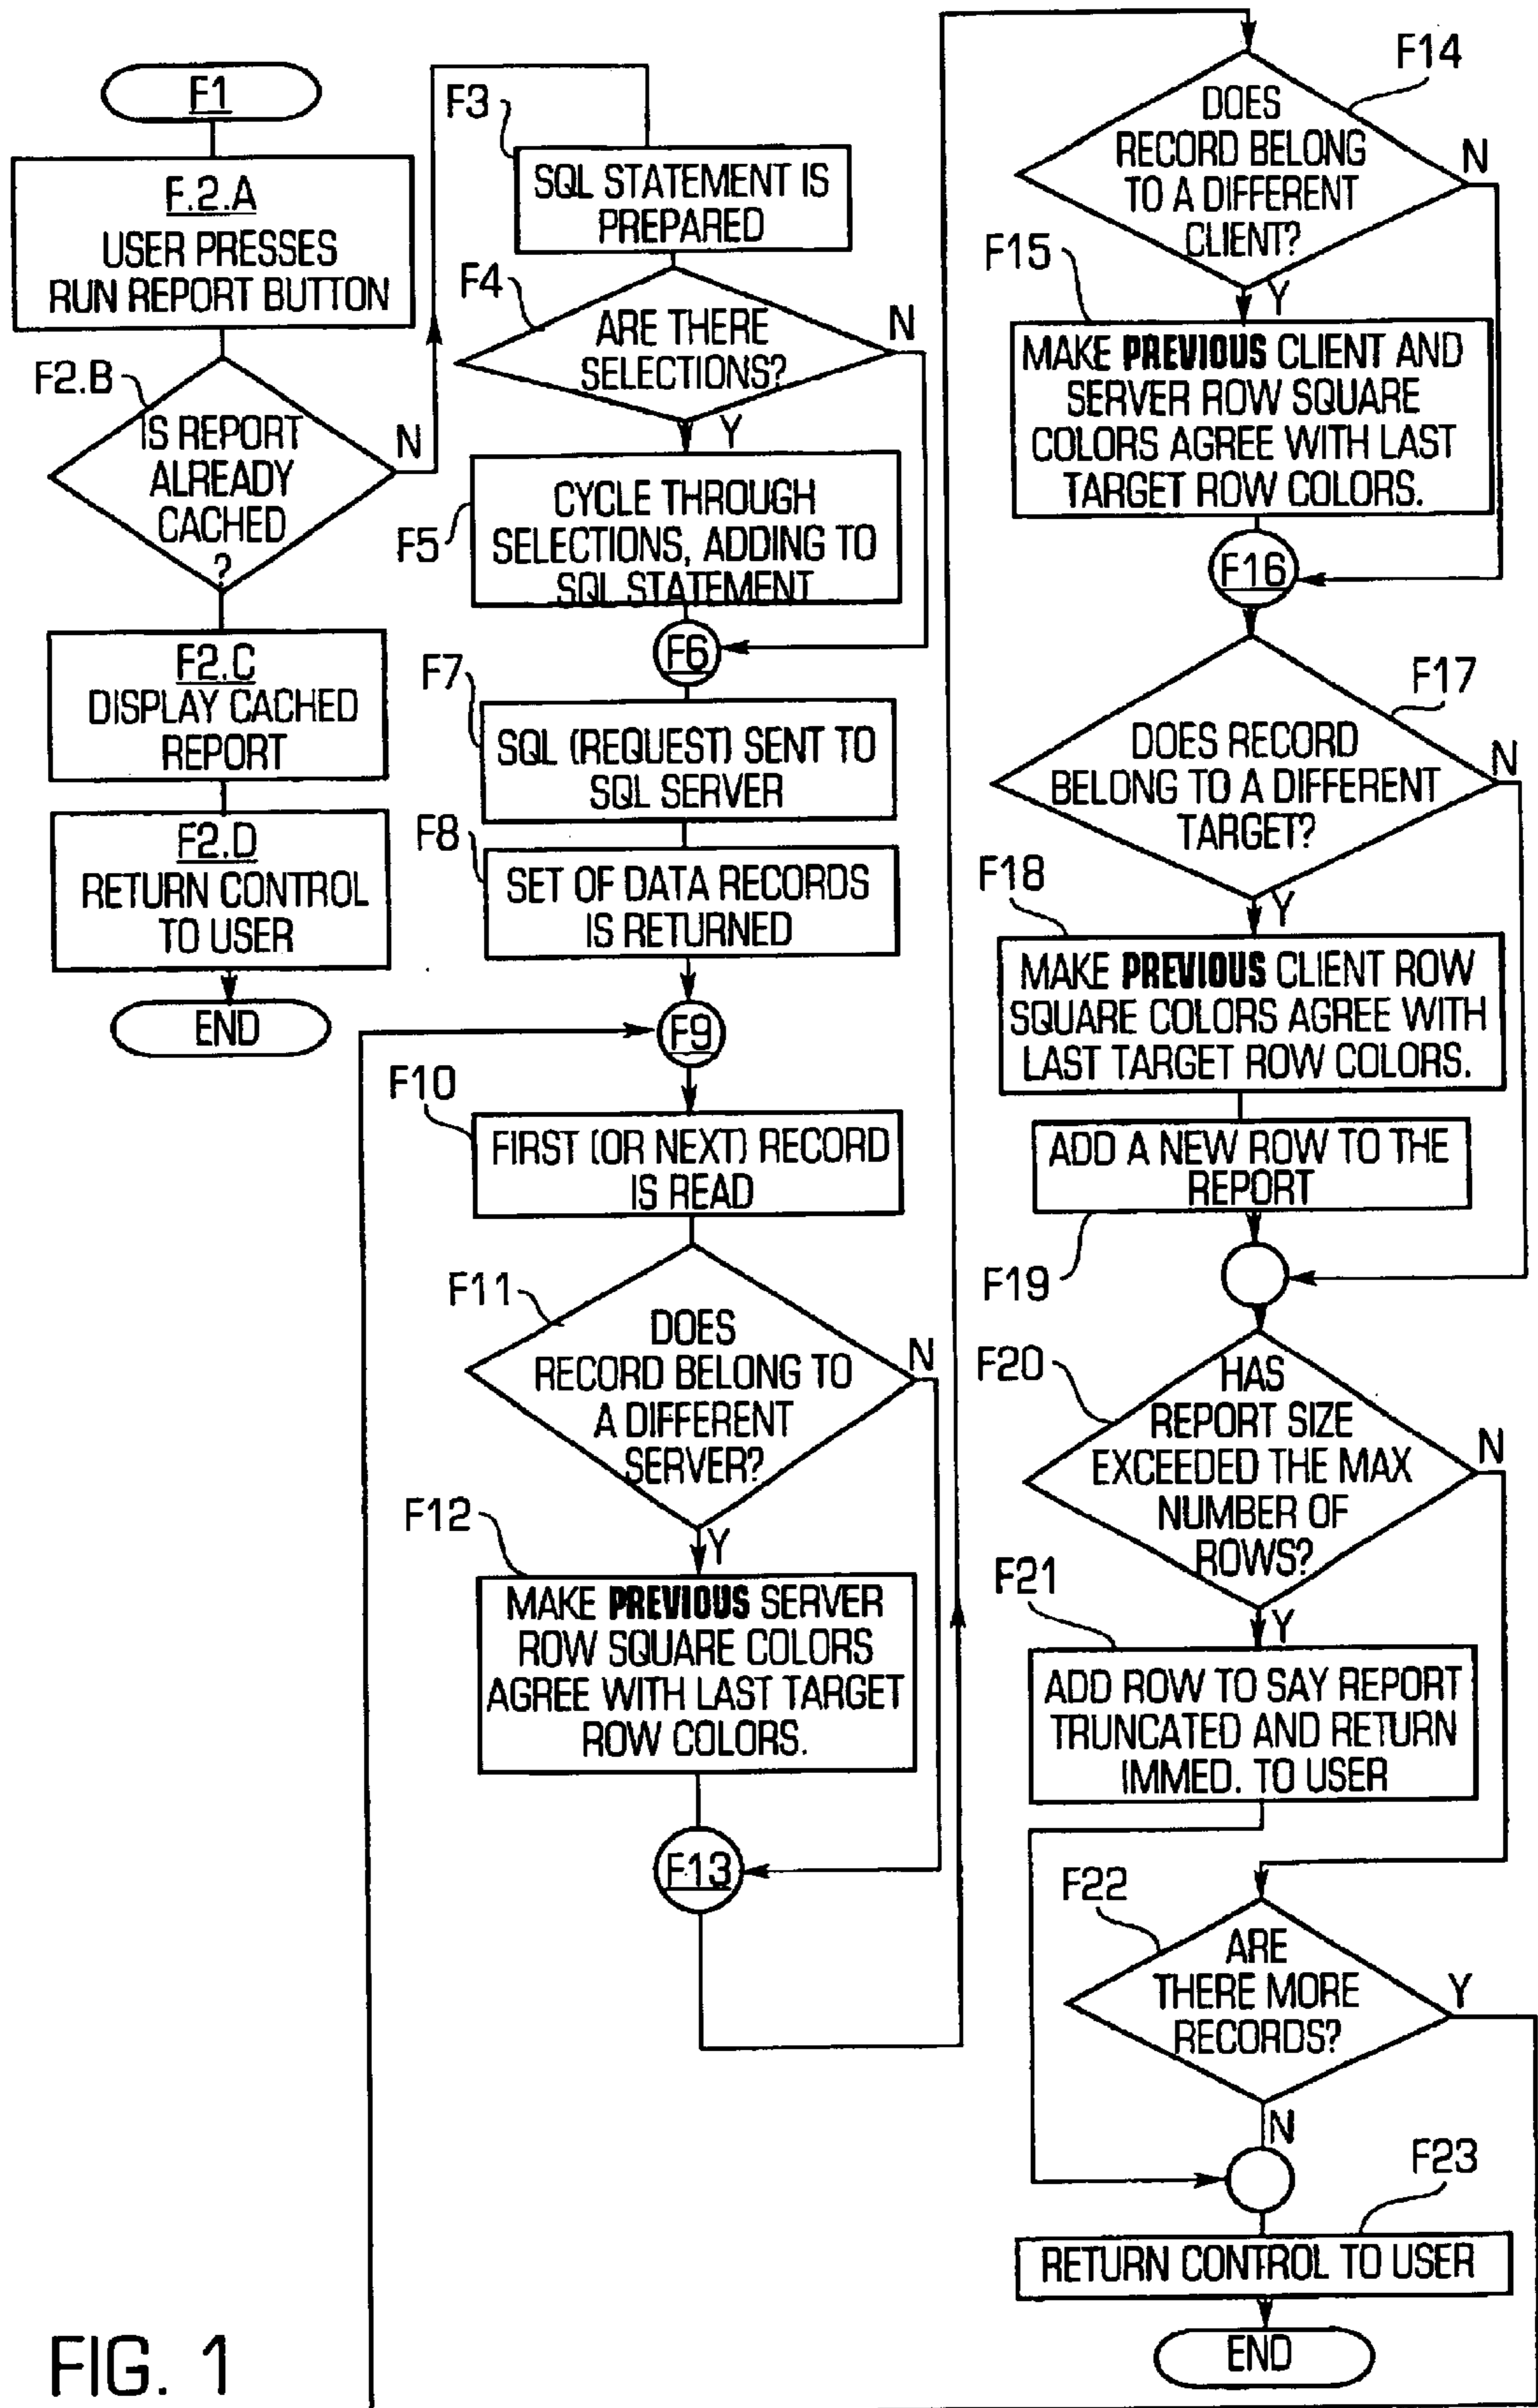 F1
F.2.A
USER PRESSES
RUN REPORT BUTTON
F2.B
IS REPORT
ALREADY
CACHED
?
N
F2.C
DISPLAY CACHED
REPORT
F2.D
RETURN CONTROL
TO USER
END
F3
SQL STATEMENT IS
PREPARED
F4
ARE THERE
SELECTIONS?
N
Y
F5
CYCLE THROUGH
SELECTIONS, ADDING TO
SQL STATEMENT
F6
F7
SQL (REQUEST) SENT TO
SQL SERVER
F8
SET OF DATA RECORDS
IS RETURNED
F9
F10
FIRST (OR NEXT) RECORD
IS READ
F11
DOES
RECORD BELONG TO
A DIFFERENT
SERVER?
N
Y
F12
MAKE PREVIOUS SERVER
ROW SQUARE COLORS
AGREE WITH LAST TARGET
ROW COLORS.
F13
F14
DOES
RECORD BELONG
TO A DIFFERENT
CLIENT?
N
Y
F15
MAKE PREVIOUS CLIENT AND
SERVER ROW SQUARE
COLORS AGREE WITH LAST
TARGET ROW COLORS.
F16
F17
DOES RECORD
BELONG TO A DIFFERENT
TARGET?
N
Y
F18
MAKE PREVIOUS CLIENT ROW
SQUARE COLORS AGREE WITH
LAST TARGET ROW COLORS.
ADD A NEW ROW TO THE
REPORT
F19
F20
HAS
REPORT SIZE
EXCEEDED THE MAX
NUMBER OF
ROWS?
N
Y
F21
ADD ROW TO SAY REPORT
TRUNCATED AND RETURN
IMMED. TO USER
F22
ARE
THERE MORE
RECORDS?
Y
N
F23
RETURN CONTROL TO USER
END
FIG. 1